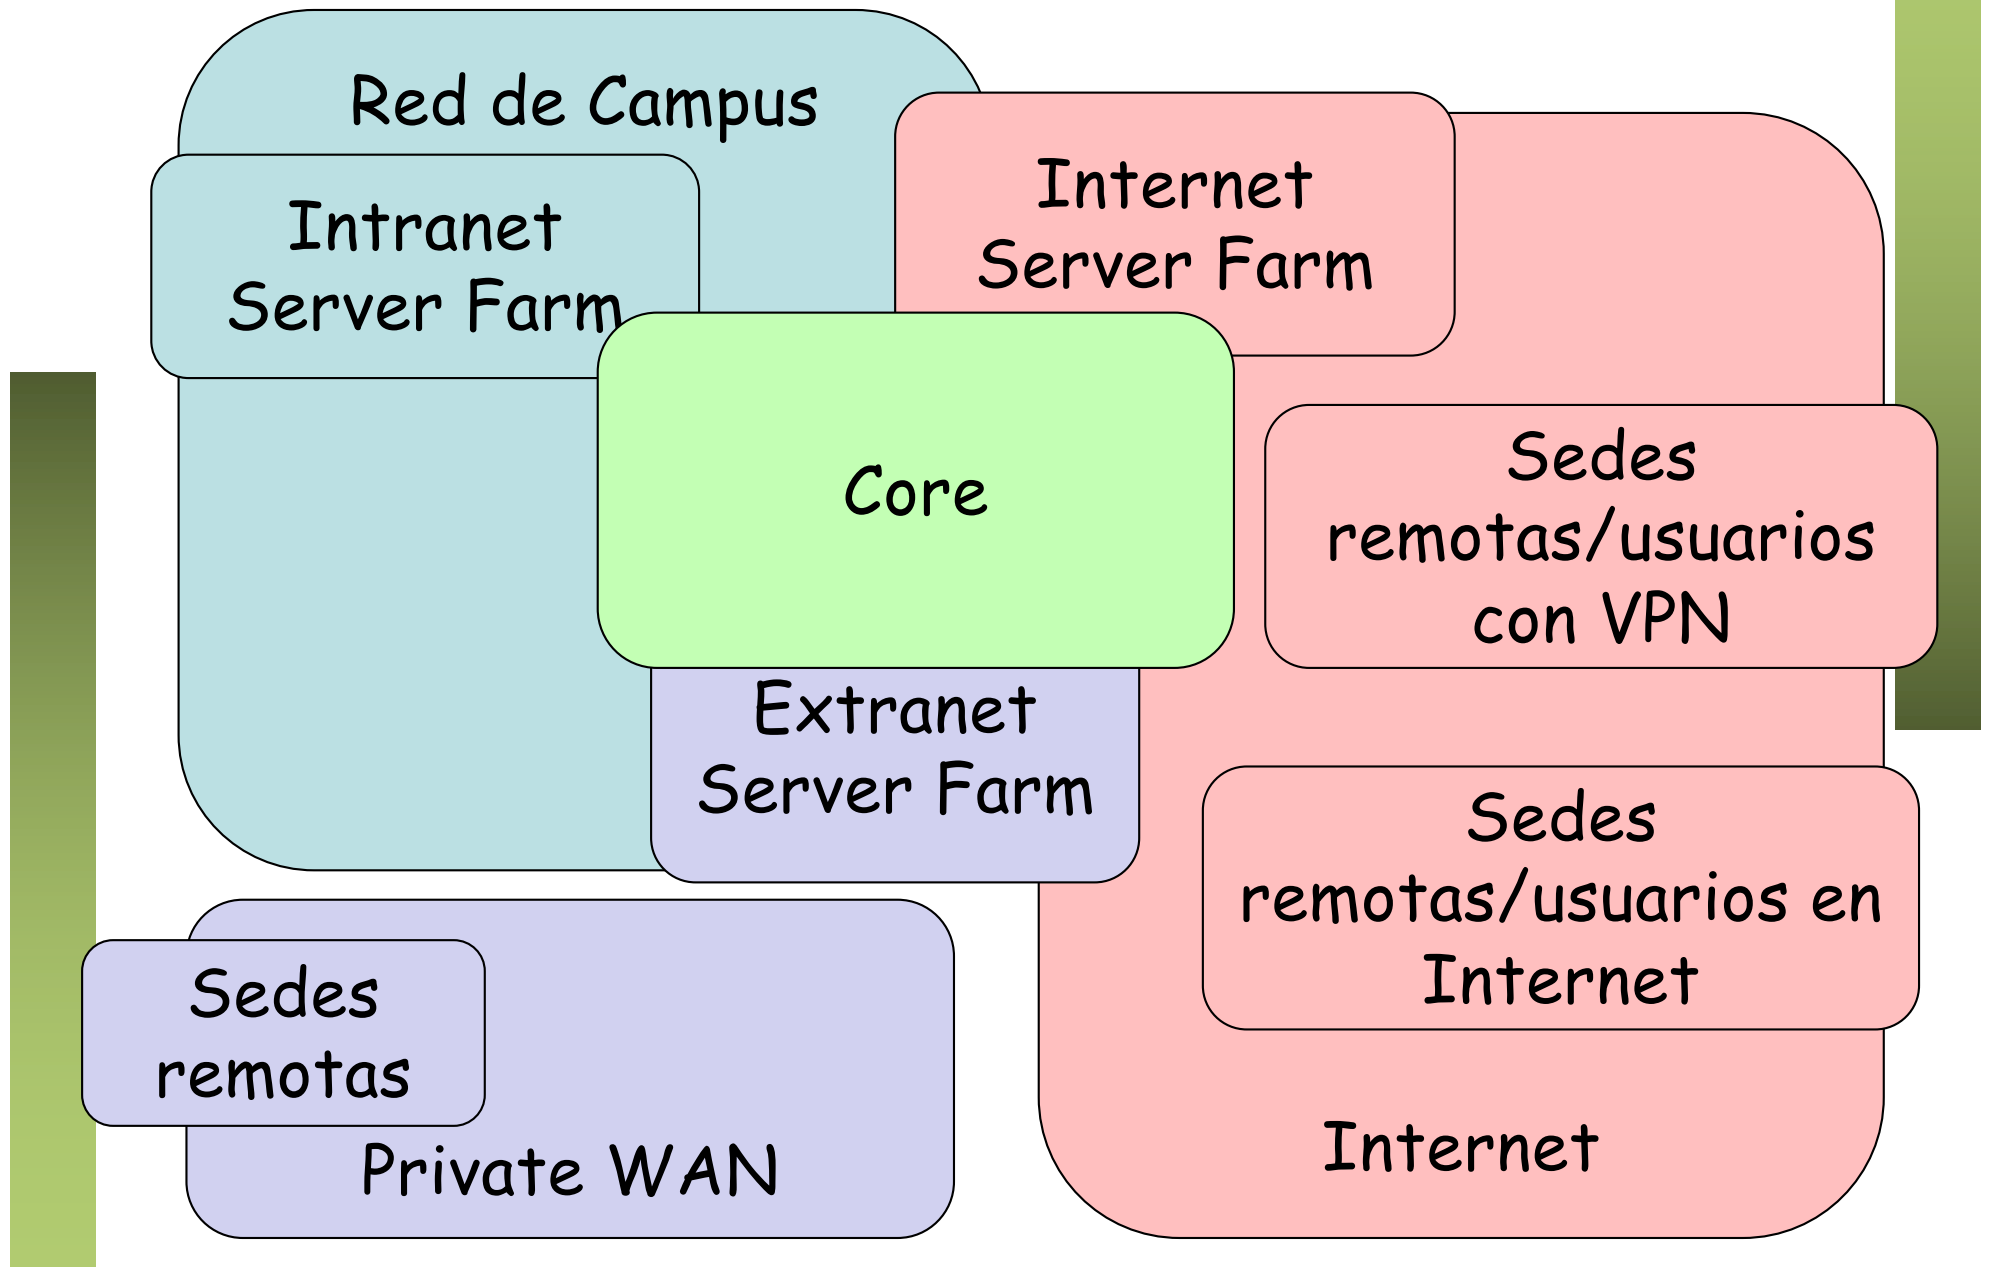 Red de Campus
Intranet
Server Farm
Internet
Server Farm
Core
Sedes
remotas/usuarios
con VPN
Extranet
Server Farm
Sedes
remotas/usuarios en
Internet
Sedes
remotas
Private WAN
Internet